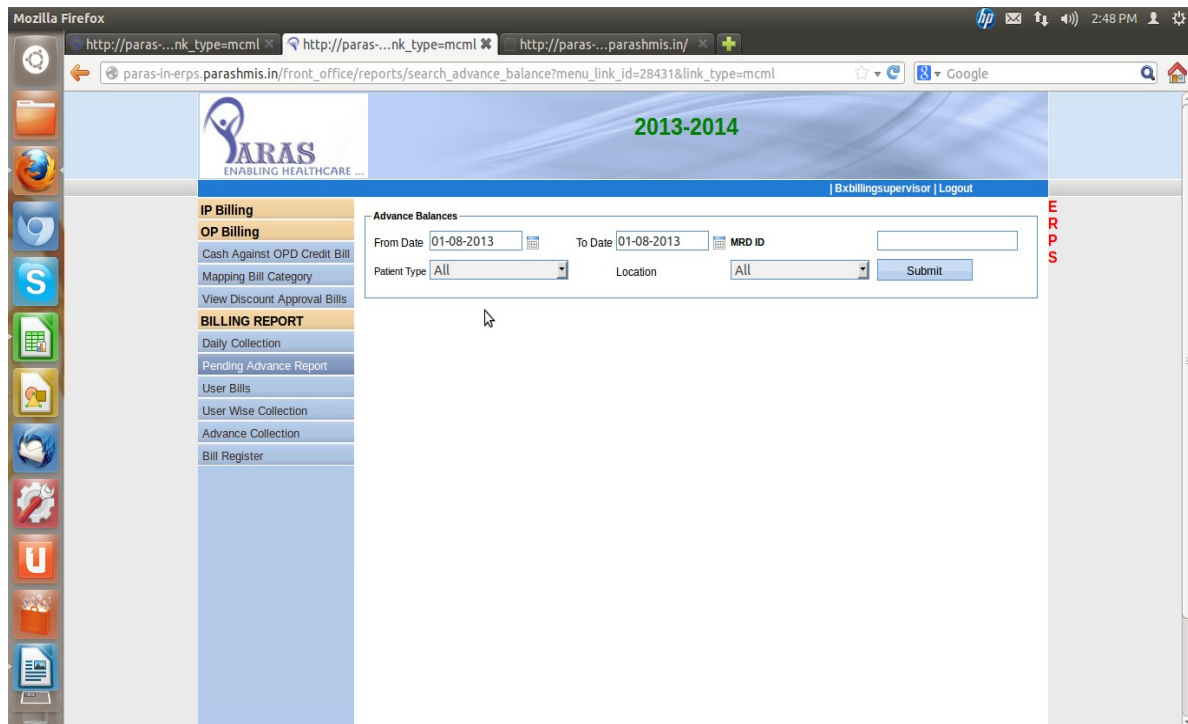 Mozilla Firefox
hp 2:48 PM
http://paras-...nk_type=mcml http://paras-...nk_type=mcml http://paras-...parashmis.in/
paras-in-erps.parashmis.in/front_office/reports/search_advance_balance?menu_link_id=28431&link_type=mcml Google
PARAS
ENABLING HEALTHCARE ...
2013-2014
| Bxbillingsupervisor | Logout
IP Billing
OP Billing
Cash Against OPD Credit Bill
Mapping Bill Category
View Discount Approval Bills
BILLING REPORT
Daily Collection
Pending Advance Report
User Bills
User Wise Collection
Advance Collection
Bill Register
Advance Balances
From Date 01-08-2013 To Date 01-08-2013 MRD ID
Patient Type All Location All Submit
E
R
P
S